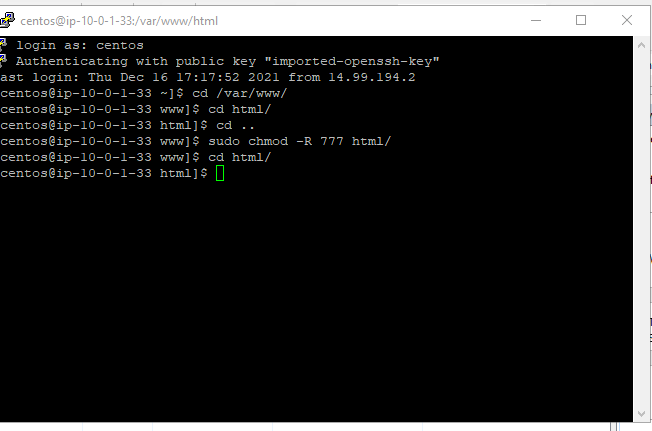 centos@ip-10-0-1-33:/var/www/html
login as: centos
Authenticating with public key "imported-openssh-key"
ast login: Thu Dec 16 17:17:52 2021 from 14.99.194.2
centos@ip-10-0-1-33 ~]$ cd /var/www/
centos@ip-10-0-1-33 www]$ cd html/
centos@ip-10-0-1-33 html]$ cd ..
centos@ip-10-0-1-33 www]$ sudo chmod -R 777 html/
centos@ip-10-0-1-33 www]$ cd html/
centos@ip-10-0-1-33 html]$